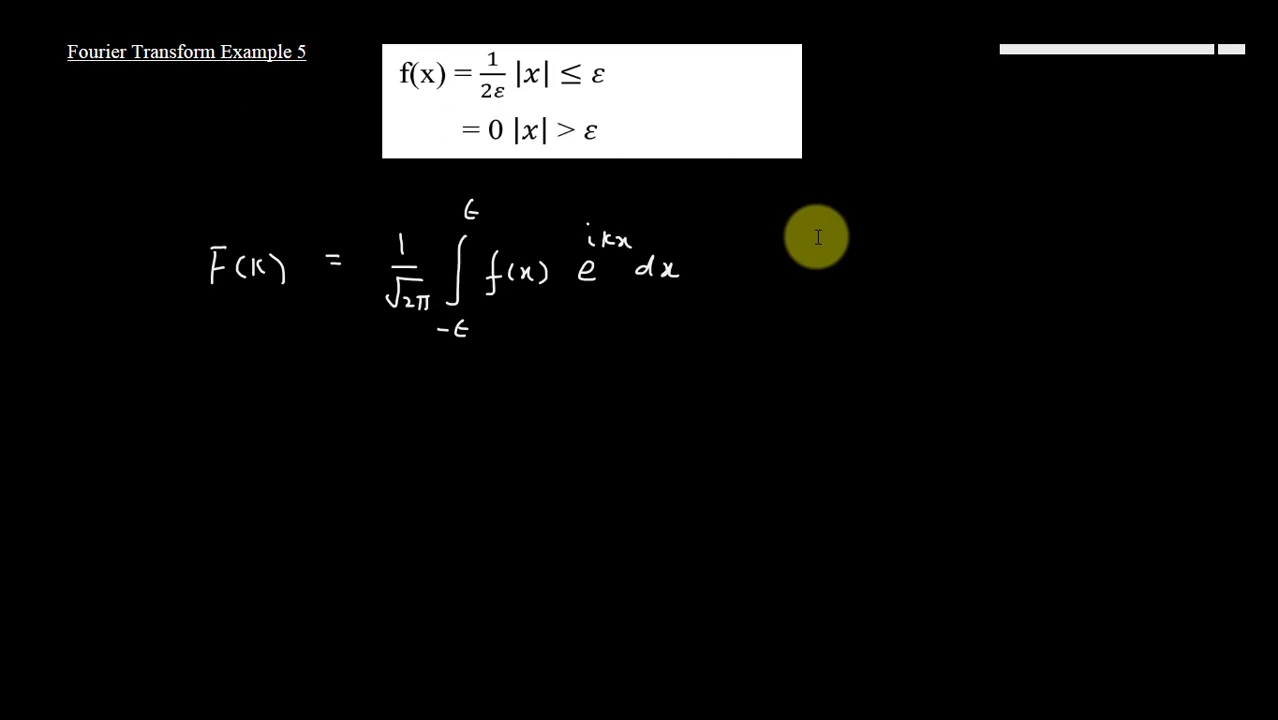 Fourier Transform Example 5
f(x) = 1/2ε |x| ≤ ε
= 0 |x| > ε
F(k) = 1/√2π ∫_{-ε}^{ε} f(x) e^{ikx} dx